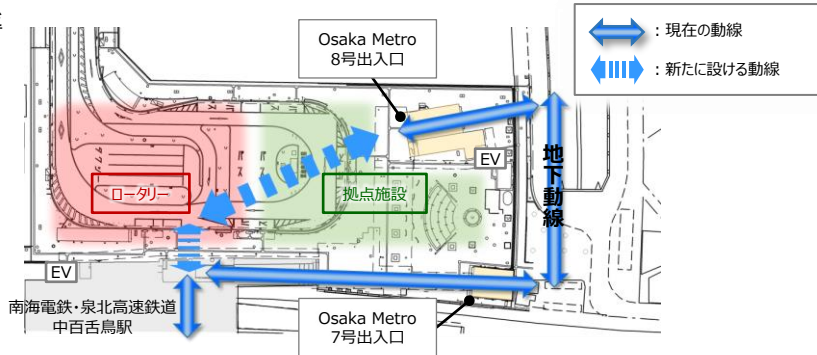 Osaka Metro
8号出入口
：現在の動線
：新たに設ける動線
EV
地下動線
ロータリー
拠点施設
EV
南海電鉄・泉北高速鉄道
中百舌鳥駅
Osaka Metro
7号出入口